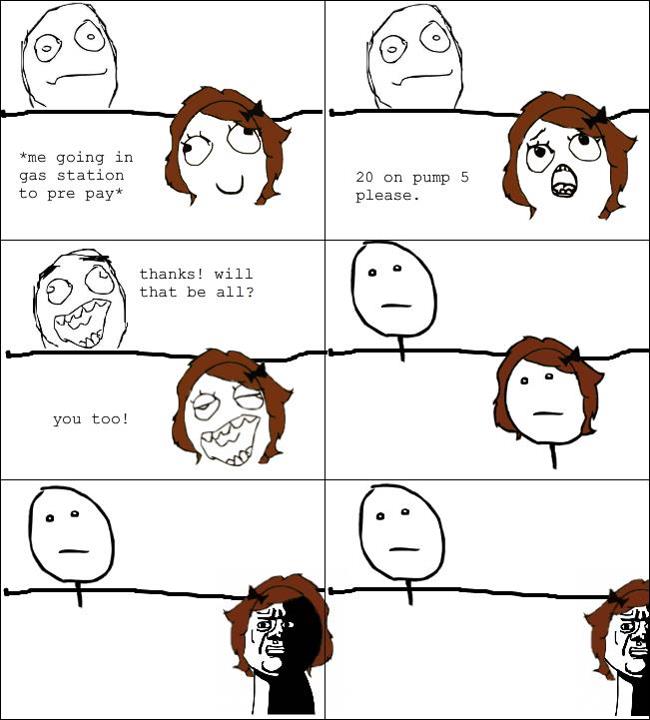 *me going in
gas station
to pre pay*
20 on pump 5
please.
thanks! will
that be all?
you too!